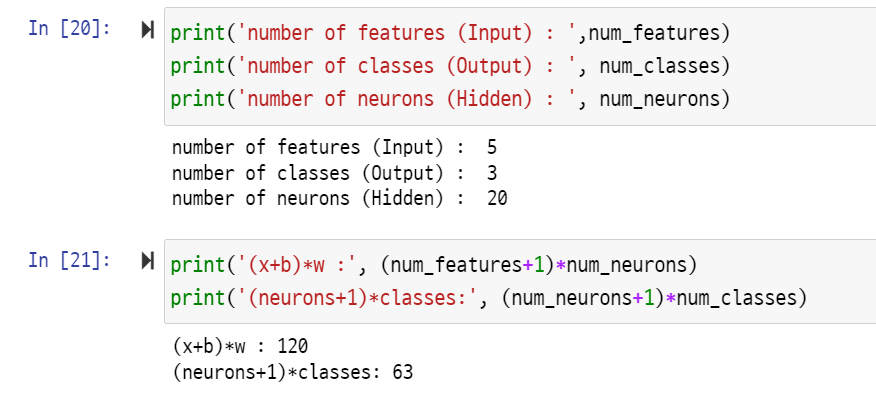 In [20]: print('number of features (Input) : ',num_features)
print('number of classes (Output) : ', num_classes)
print('number of neurons (Hidden) : ', num_neurons)
number of features (Input) :  5
number of classes (Output) :  3
number of neurons (Hidden) :  20
In [21]: print('(x+b)*w :', (num_features+1)*num_neurons)
print('(neurons+1)*classes:', (num_neurons+1)*num_classes)
(x+b)*w : 120
(neurons+1)*classes: 63